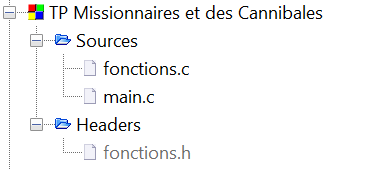 TP Missionnaires et des Cannibales
Sources
fonctions.c
main.c
Headers
fonctions.h